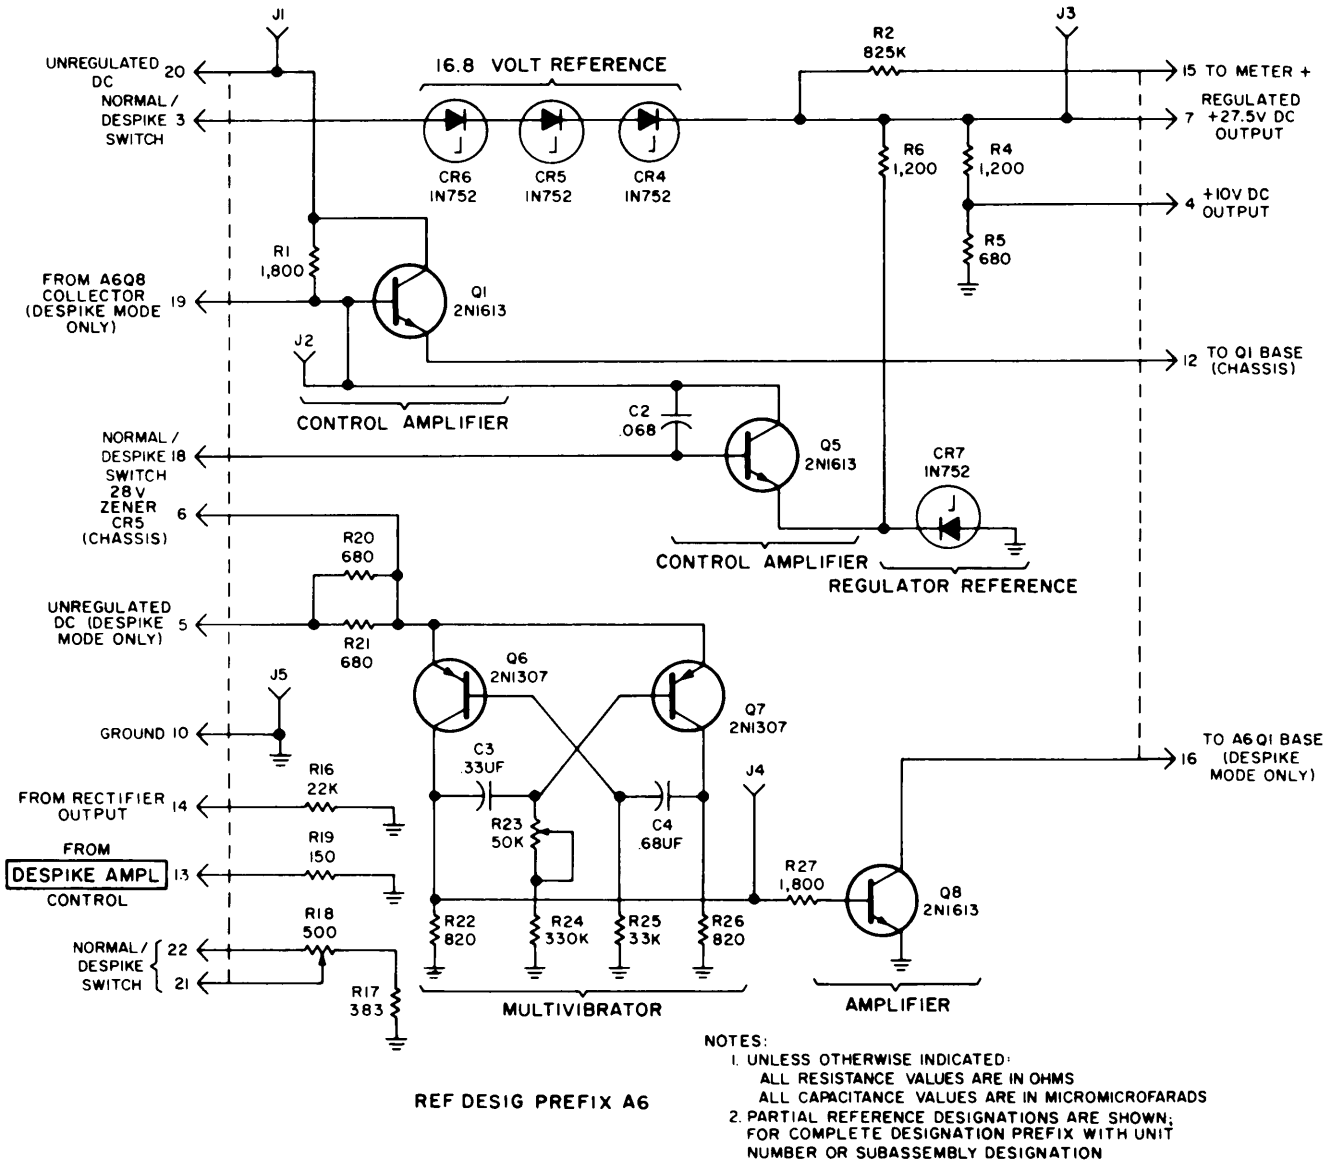 J1
J3
R2
825K
UNREGULATED
DC
20
16.8 VOLT REFERENCE
15 TO METER +
NORMAL/
DESPIKE 3
SWITCH
7
REGULATED
+27.5V DC
OUTPUT
CR6
1N752
CR5
1N752
CR4
1N752
R6
1,200
R4
1,200
4
+10V DC
OUTPUT
R1
1,800
R5
680
FROM A6Q8
COLLECTOR 19
(DESPIKE MODE
ONLY)
Q1
2N1613
J2
12
TO Q1 BASE
(CHASSIS)
CONTROL AMPLIFIER
C2
.068
NORMAL/
DESPIKE 18
SWITCH
Q5
2N1613
CR7
1N752
28V
ZENER 6
CR5
(CHASSIS)
R20
680
CONTROL AMPLIFIER
REGULATOR REFERENCE
UNREGULATED
DC (DESPIKE 5
MODE ONLY)
R21
680
Q6
2N1307
Q7
2N1307
J5
GROUND 10
C3
.33UF
J4
16
TO A6Q1 BASE
(DESPIKE
MODE ONLY)
FROM RECTIFIER 14
OUTPUT
R16
22K
R23
50K
C4
.68UF
FROM
DESPIKE AMPL 13
CONTROL
R19
150
R27
1,800
Q8
2N1613
NORMAL/ 22
DESPIKE
SWITCH 21
R18
500
R22
820
R24
330K
R25
33K
R26
820
R17
383
MULTIVIBRATOR
AMPLIFIER
REF DESIG PREFIX A6
NOTES:
1. UNLESS OTHERWISE INDICATED:
ALL RESISTANCE VALUES ARE IN OHMS
ALL CAPACITANCE VALUES ARE IN MICROMICROFARADS
2. PARTIAL REFERENCE DESIGNATIONS ARE SHOWN;
FOR COMPLETE DESIGNATION PREFIX WITH UNIT
NUMBER OR SUBASSEMBLY DESIGNATION